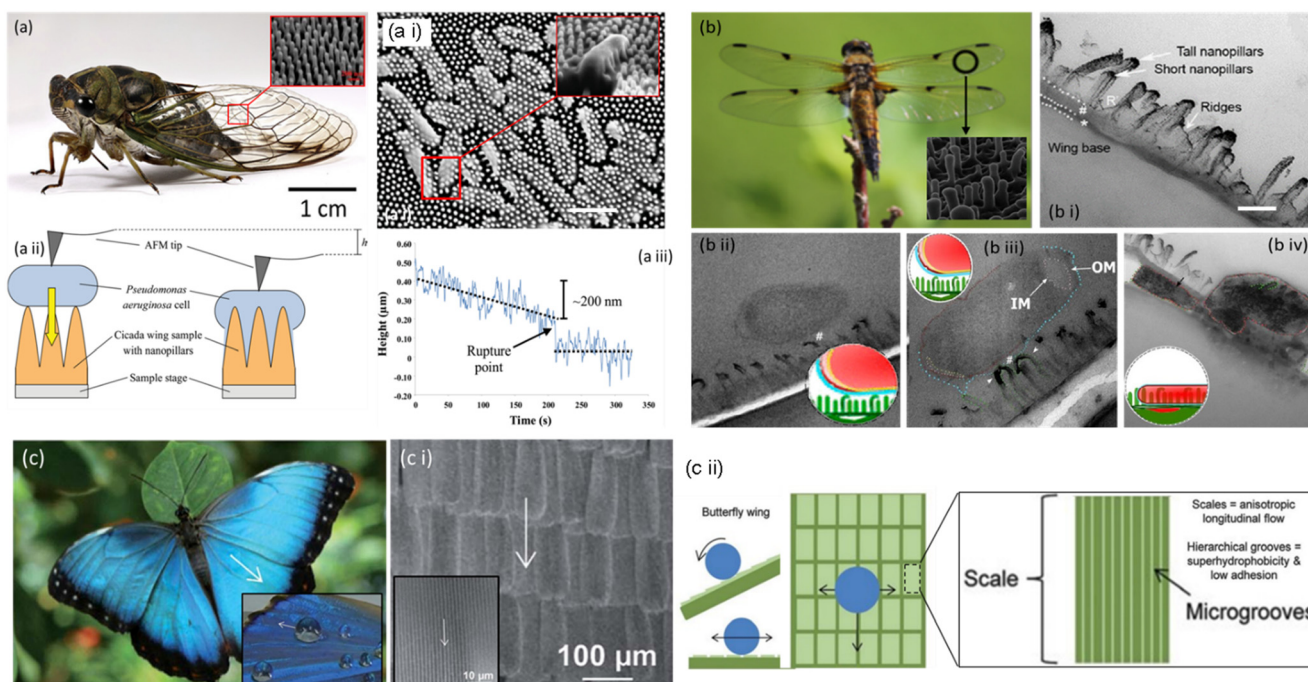 (a)
1 cm
(a i)
(b)
Tall nanopillars
Short nanopillars
R
#
Ridges
Wing base
(b i)
(a ii)
AFM tip
h
Pseudomonas
aeruginosa cell
Cicada wing sample
with nanopillars
Sample stage
(a iii)
Height (µm)
0.60
0.50
0.40
0.30
0.20
0.10
0
-0.10
-0.20
~200 nm
Rupture
point
0 50 100 150 200 250 300 350
Time (s)
(b ii)
#
(b iii)
OM
IM
#
(b iv)
(c)
(c i)
10 µm
100 µm
(c ii)
Butterfly wing
Scale
Scales = anisotropic
longitudinal flow
Hierarchical grooves =
superhydrophobicity &
low adhesion
Microgrooves